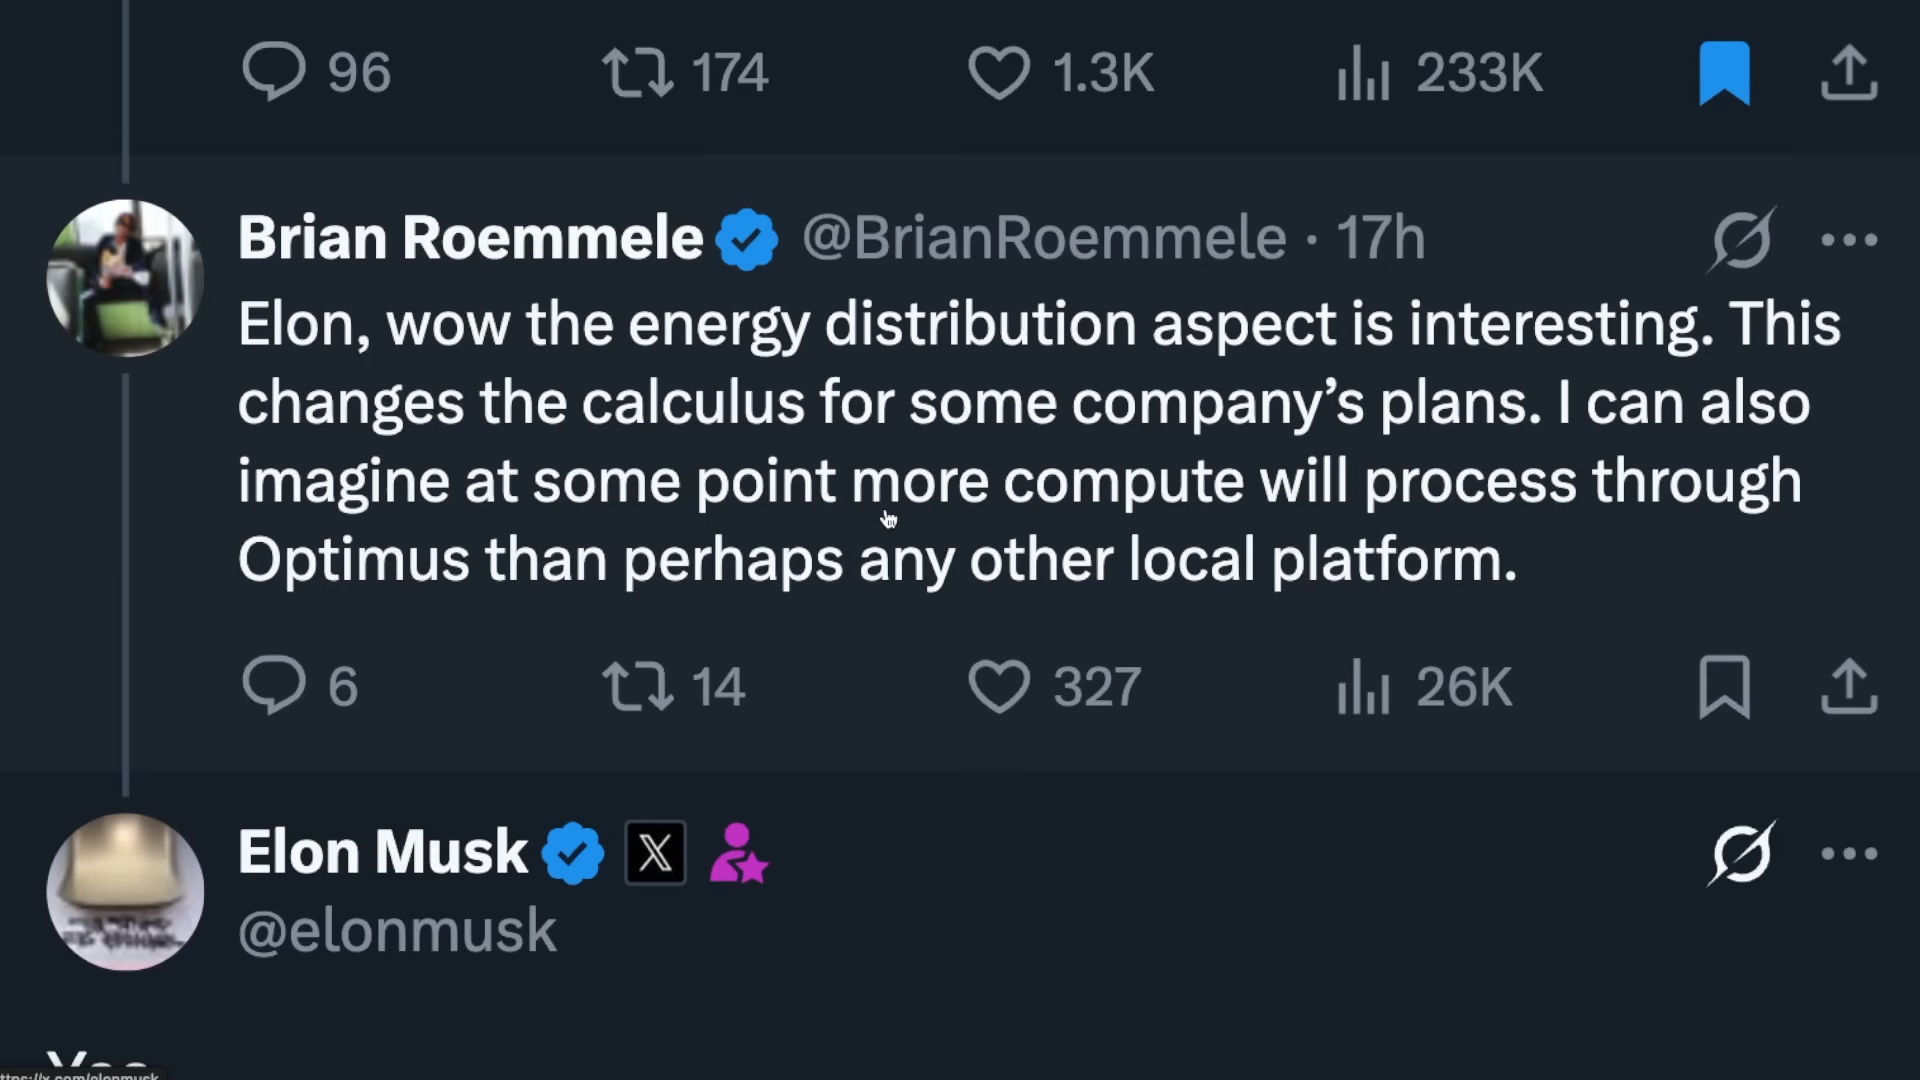 96 174 1.3K 233K
Brian Roemmele @BrianRoemmele · 17h
Elon, wow the energy distribution aspect is interesting. This
changes the calculus for some company’s plans. I can also
imagine at some point more compute will process through
Optimus than perhaps any other local platform.
6 14 327 26K
Elon Musk X
@elonmusk